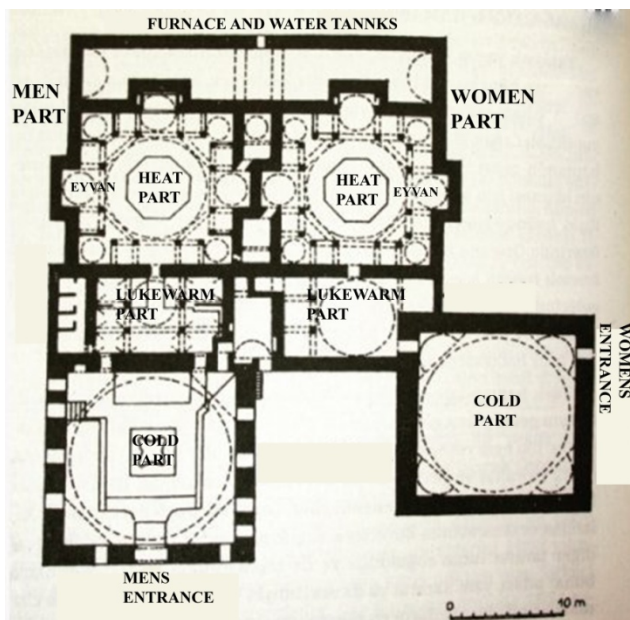 FURNACE AND WATER TANNKS
MEN
PART
WOMEN
PART
HEAT
PART
HEAT
PART
EYVAN
EYVAN
LUKEWARM
PART
LUKEWARM
PART
WOMENS
ENTRANCE
COLD
PART
COLD
PART
MENS
ENTRANCE
0
10 m